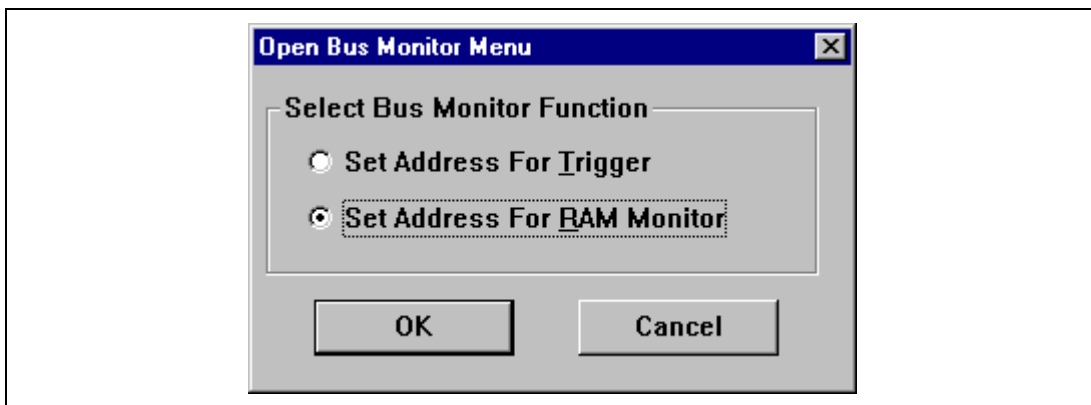 Open Bus Monitor Menu
Select Bus Monitor Function
Set Address For Trigger
Set Address For RAM Monitor
OK
Cancel